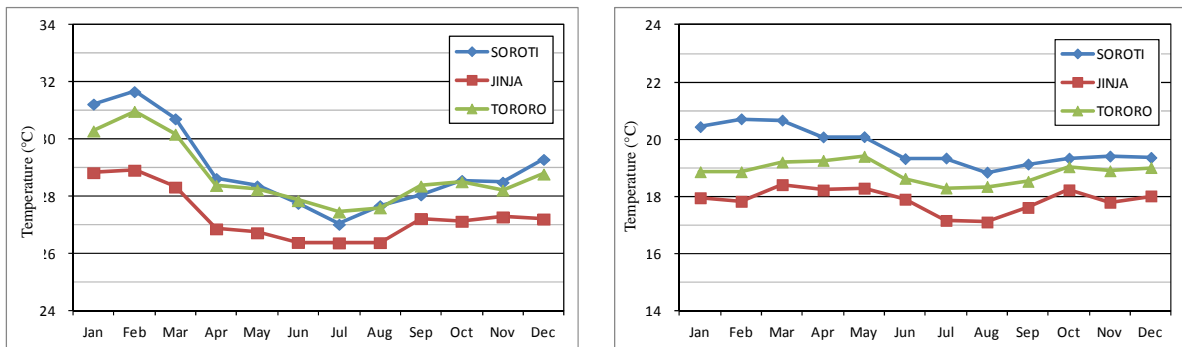 34
32
30
28
26
24
Temperature (°C)
SOROTI
JINJA
TORORO
Jan Feb Mar Apr May Jun Jul Aug Sep Oct Nov Dec
24
22
20
18
16
14
Temperature (°C)
SOROTI
JINJA
TORORO
Jan Feb Mar Apr May Jun Jul Aug Sep Oct Nov Dec